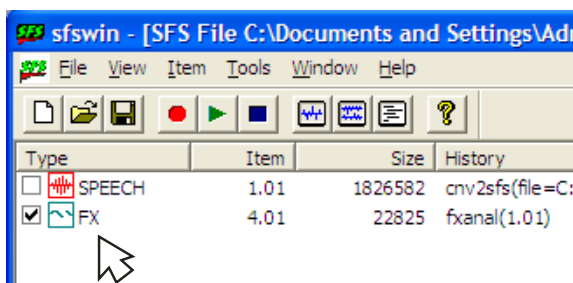 SFS sfswin - [SFS File C:\Documents and Settings\Adm
SFS File View Item Tools Window Help
Type Item Size History
SPEECH 1.01 1826582 cnv2sfs(file=C:
FX 4.01 22825 fxanal(1.01)